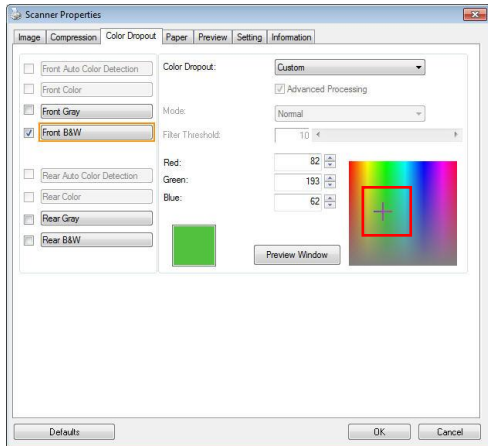 Scanner Properties
Image Compression Color Dropout Paper Preview Setting Information
Front Auto Color Detection
Front Color
Front Gray
Front B&W
Rear Auto Color Detection
Rear Color
Rear Gray
Rear B&W
Color Dropout: Custom
Advanced Processing
Mode: Normal
Filter Threshold: 10
Red: 82
Green: 193
Blue: 62
Preview Window
Defaults OK Cancel